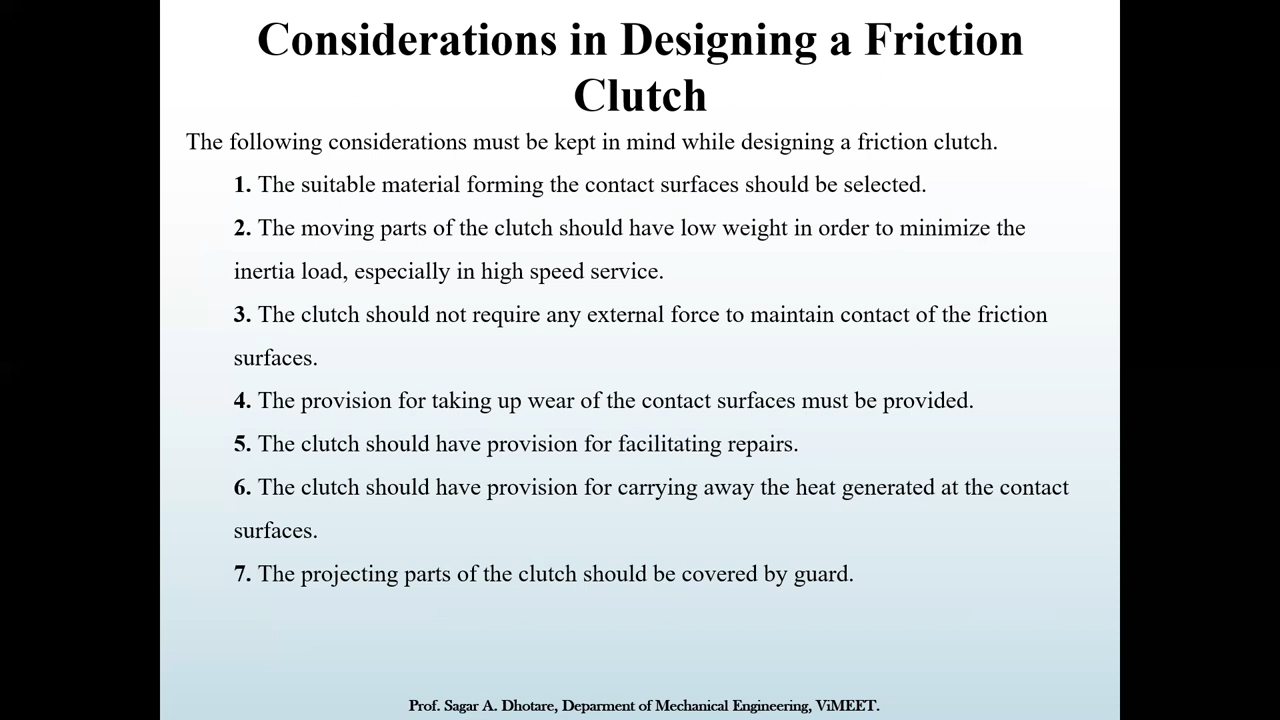 Considerations in Designing a Friction
Clutch
The following considerations must be kept in mind while designing a friction clutch.
1. The suitable material forming the contact surfaces should be selected.
2. The moving parts of the clutch should have low weight in order to minimize the
inertia load, especially in high speed service.
3. The clutch should not require any external force to maintain contact of the friction
surfaces.
4. The provision for taking up wear of the contact surfaces must be provided.
5. The clutch should have provision for facilitating repairs.
6. The clutch should have provision for carrying away the heat generated at the contact
surfaces.
7. The projecting parts of the clutch should be covered by guard.
Prof. Sagar A. Dhotare, Deparment of Mechanical Engineering, ViMEET.